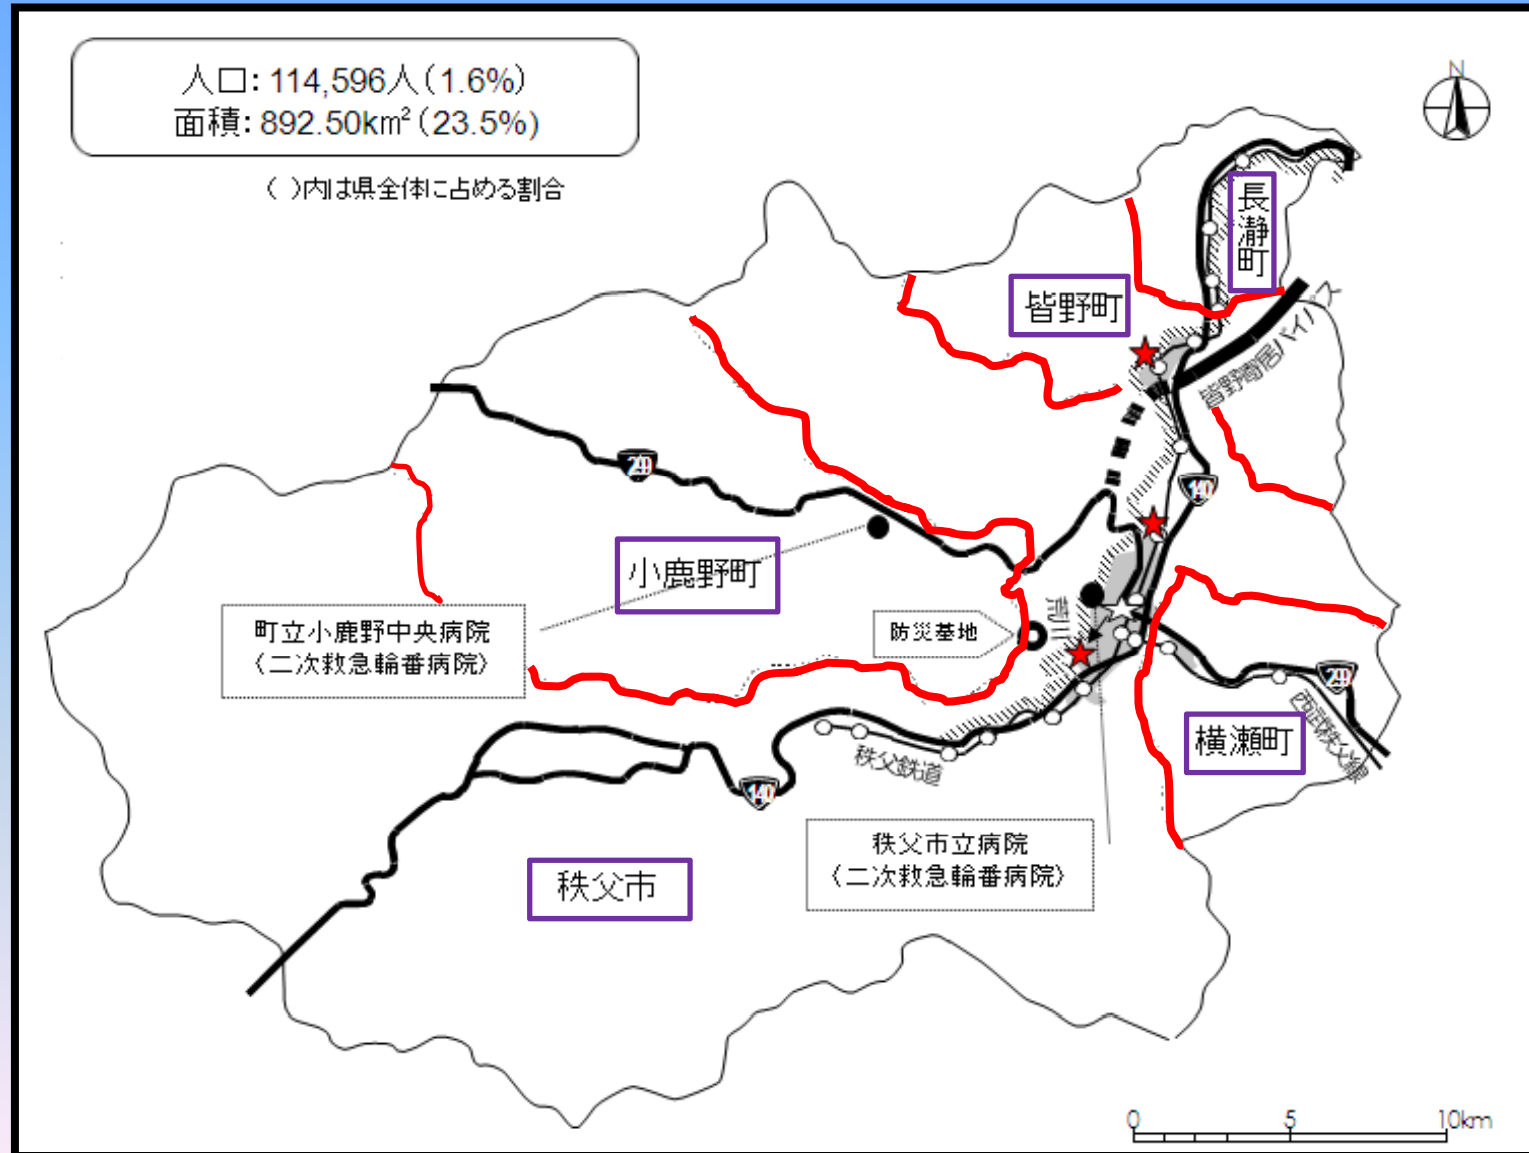 人口: 114,596人(1.6%)
面積: 892.50km²(23.5%)
( )内は県全体に占める割合
N
長瀞町
皆野町
皆野寄居バイパス
299
140
小鹿野町
町立小鹿野中央病院
(二次救急輪番病院)
防災基地
荒川
299
横瀬町
西武秩父線
秩父鉄道
140
秩父市立病院
(二次救急輪番病院)
秩父市
0 5 10km